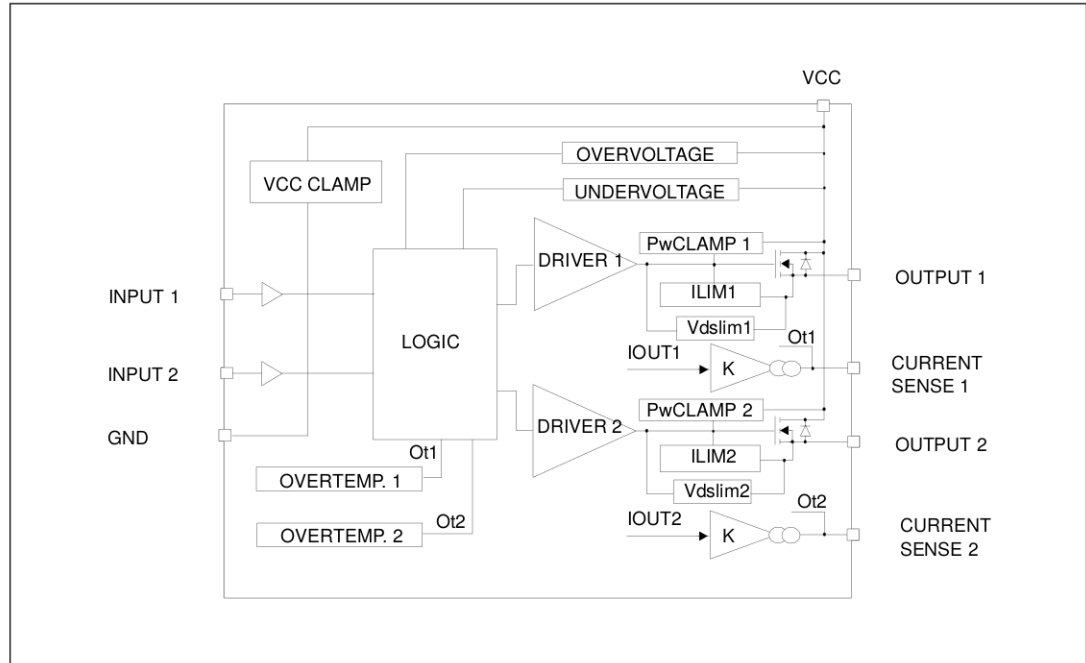 VCC
OVERVOLTAGE
VCC CLAMP
UNDERVOLTAGE
PwCLAMP 1
DRIVER 1
OUTPUT 1
INPUT 1
ILIM1
LOGIC
Vdslim1
Ot1
IOUT1
K
CURRENT
SENSE 1
INPUT 2
PwCLAMP 2
DRIVER 2
GND
OUTPUT 2
Ot1
ILIM2
OVERTEMP. 1
Vdslim2
Ot2
Ot2
IOUT2
OVERTEMP. 2
K
CURRENT
SENSE 2